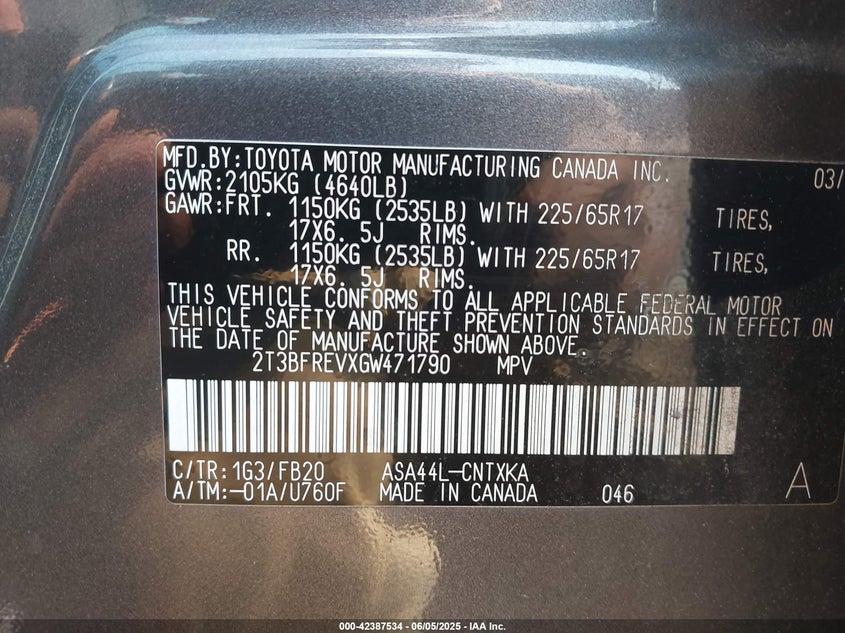 MFD.BY:TOYOTA MOTOR MANUFACTURING CANADA INC. 03/
GVWR:2105KG (4640LB)
GAWR:FRT. 1150KG (2535LB) WITH 225/65R17 TIRES,
17X6. 5J RIMS.
RR. 1150KG (2535LB) WITH 225/65R17 TIRES,
17X6. 5J RIMS.
THIS VEHICLE CONFORMS TO ALL APPLICABLE FEDERAL MOTOR
VEHICLE SAFETY AND THEFT PREVENTION STANDARDS IN EFFECT ON
THE DATE OF MANUFACTURE SHOWN ABOVE.
2T3BFREVXGW471790 MPV
C/TR:1G3/FB20 ASA44L-CNTXKA
A/TM:-01A/U760F MADE IN CANADA 046 A
000-42387534 - 06/05/2025 - IAA Inc.